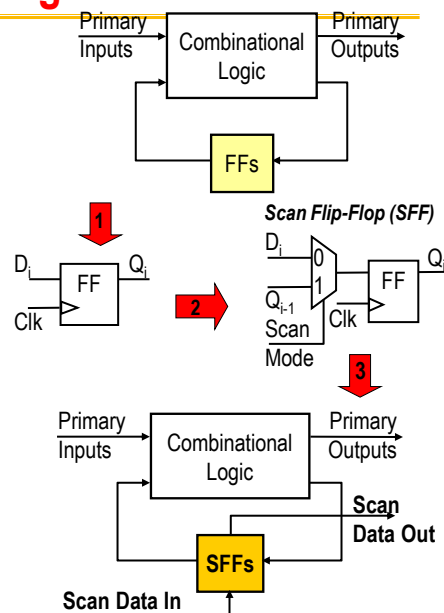 g
Primary
Inputs
Combinational
Logic
Primary
Outputs
FFs
1
Scan Flip-Flop (SFF)
Di
FF
Qi
Clk
2
Di
0
Qi-1
1
Scan
Mode
FF
Qi
Clk
3
Primary
Inputs
Combinational
Logic
Primary
Outputs
Scan
Data Out
SFFs
Scan Data In